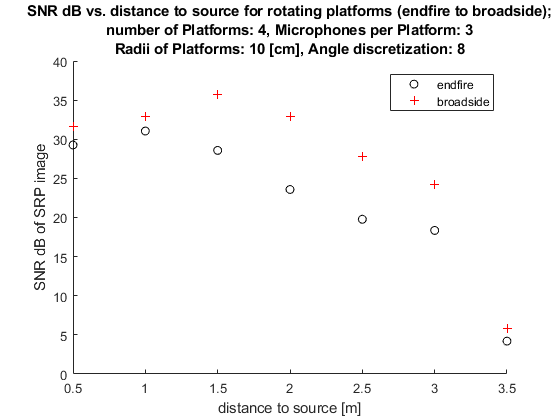 SNR dB vs. distance to source for rotating platforms (endfire to broadside);
number of Platforms: 4, Microphones per Platform: 3
Radii of Platforms: 10 [cm], Angle discretization: 8
endfire
broadside
SNR dB of SRP image
40
35
30
25
20
15
10
5
0
0.5
1
1.5
2
2.5
3
3.5
distance to source [m]